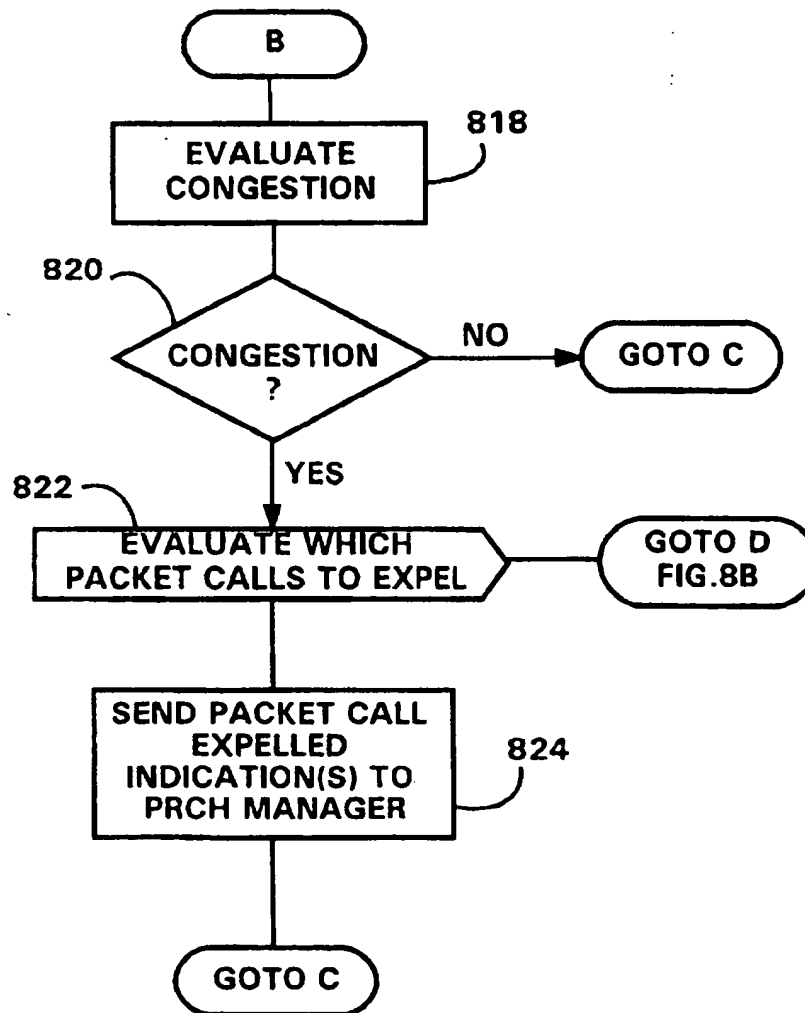 B
818
EVALUATE
CONGESTION
820
CONGESTION
?
NO
GOTO C
YES
822
EVALUATE WHICH
PACKET CALLS TO EXPEL
GOTO D
FIG.8B
SEND PACKET CALL
EXPELLED
INDICATION(S) TO
PRCH MANAGER
824
GOTO C